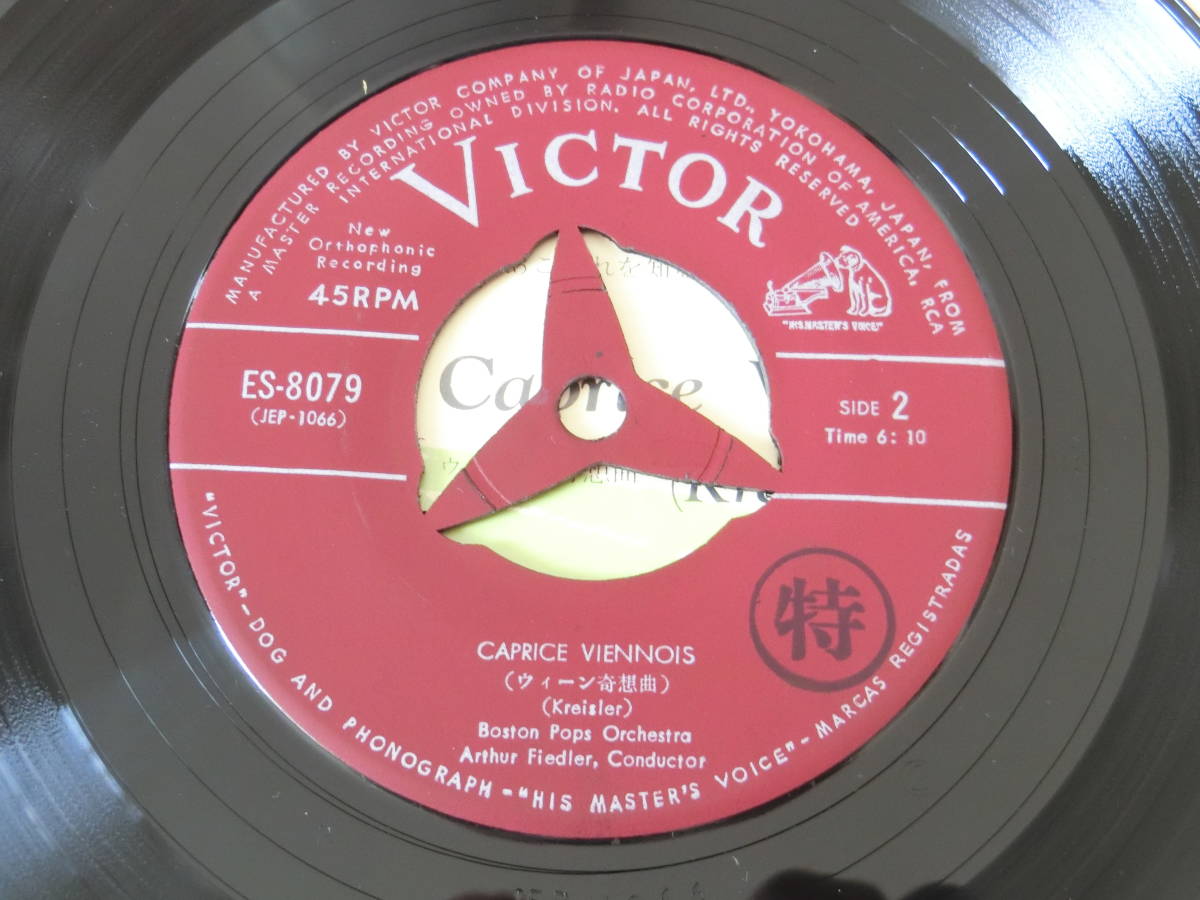 MANUFACTURED BY VICTOR COMPANY OF JAPAN, LTD., YOKOHAMA, JAPAN, FROM
A MASTER RECORDING OWNED BY RADIO CORPORATION OF AMERICA, RCA
INTERNATIONAL DIVISION. ALL RIGHTS RESERVED
VICTOR
New
Orthophonic
Recording
45RPM
"HIS MASTER'S VOICE"
ES-8079
(JEP-1066)
SIDE 2
Time 6:10
Caprice
想曲
特
CAPRICE VIENNOIS
(ウィーン奇想曲)
(Kreisler)
Boston Pops Orchestra
Arthur Fiedler, Conductor
"VICTOR"-DOG AND PHONOGRAPH-"HIS MASTER'S VOICE"-MARCAS REGISTRADAS